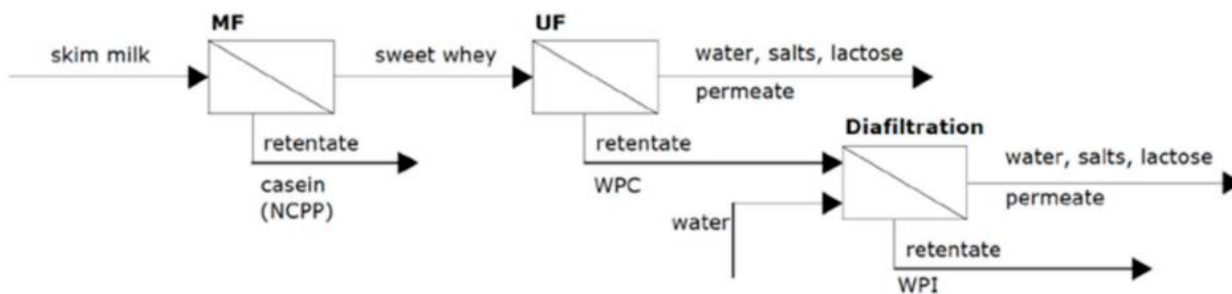 MF
UF
skim milk
sweet whey
water, salts, lactose
permeate
retentate
casein
(NCPP)
retentate
WPC
Diafiltration
water, salts, lactose
permeate
water
retentate
WPI